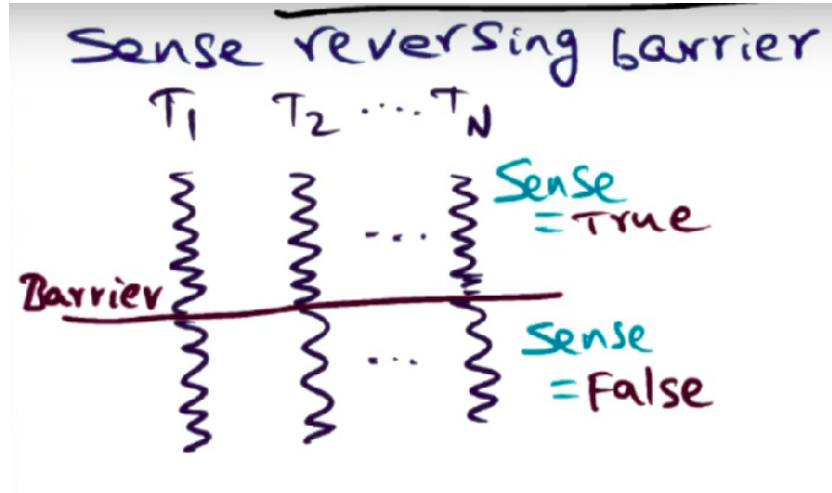 Sense reversing barrier
T1 T2 .... TN
Sense
= True
...
Barrier
Sense
= False
...